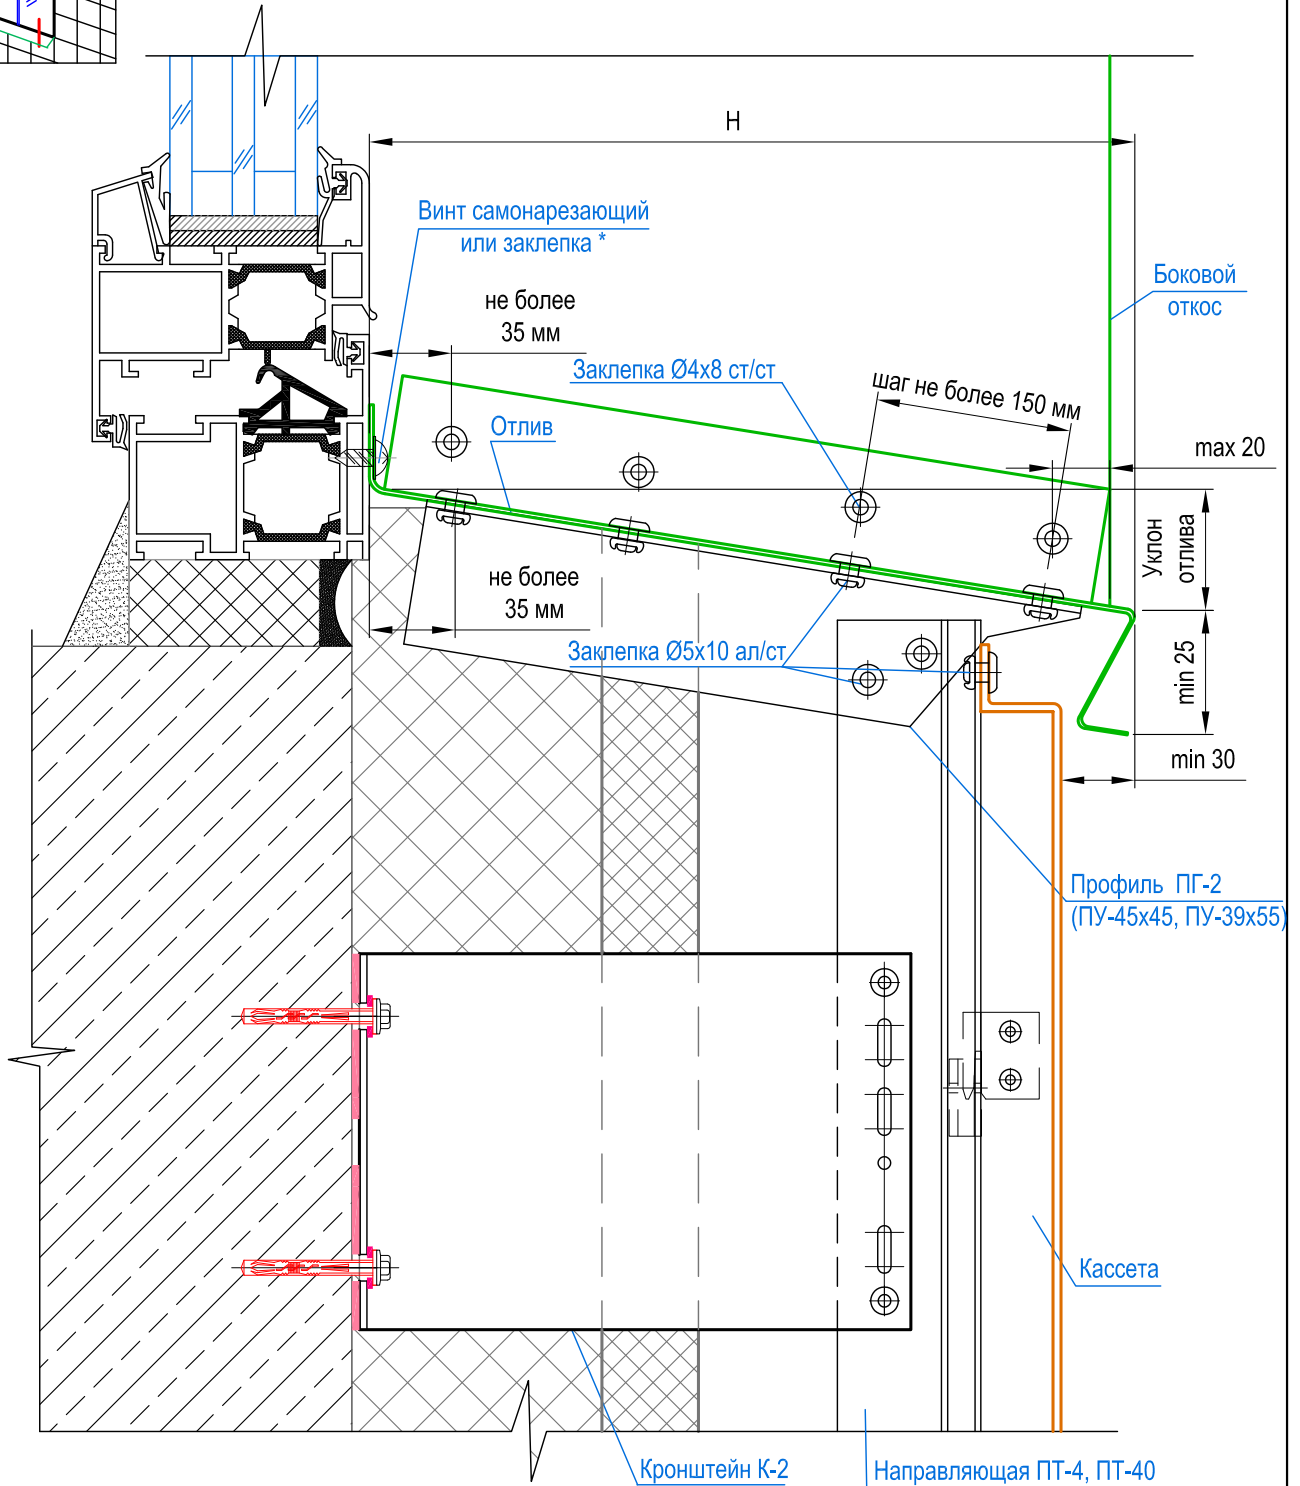 H
Винт самонарезающий
или заклепка *
Боковой
откос
не более
35 мм
Заклепка Ø4x8 ст/ст
шаг не более 150 мм
Отлив
max 20
Уклон
отлива
не более
35 мм
Заклепка Ø5x10 ал/ст
min 25
min 30
Профиль ПГ-2
(ПУ-45x45, ПУ-39x55)
Кассета
Кронштейн К-2
Направляющая ПТ-4, ПТ-40